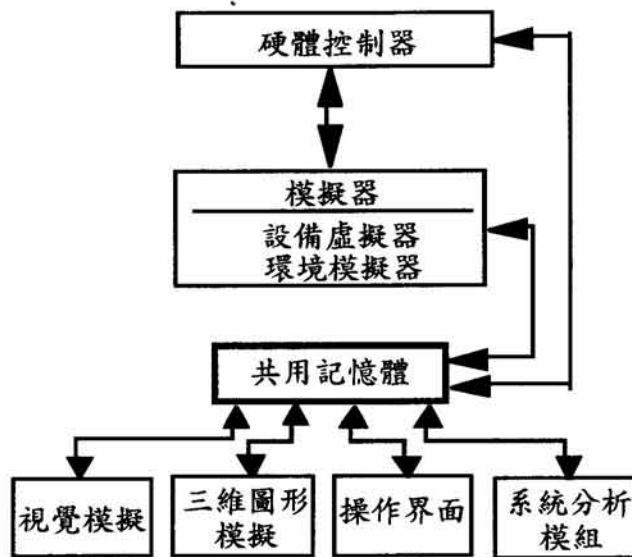 硬體控制器
模擬器
設備虛擬器
環境模擬器
共用記憶體
視覺模擬
三維圖形
模擬
操作界面
系統分析
模組